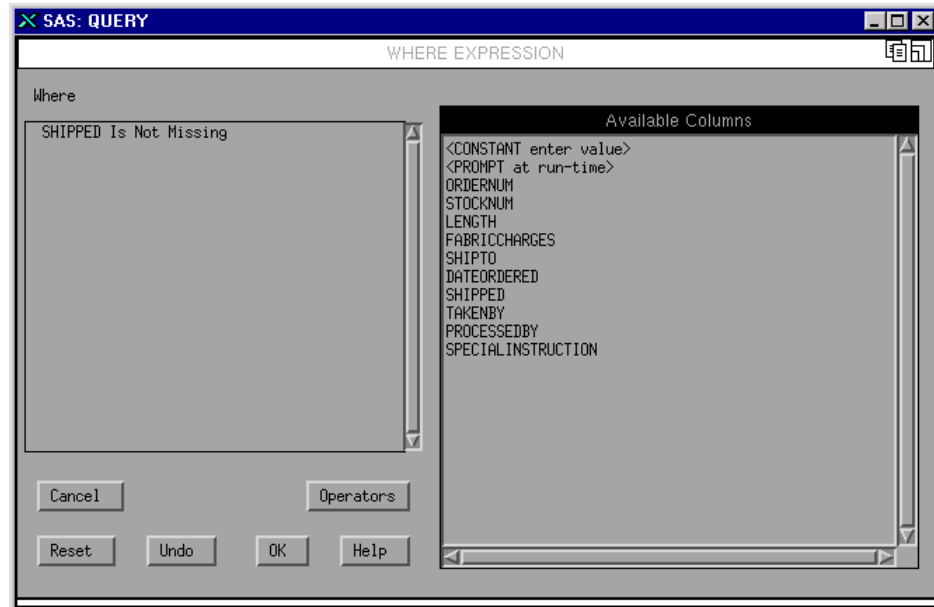 SAS: QUERY
WHERE EXPRESSION
Where
SHIPPED Is Not Missing
Available Columns
<CONSTANT enter value>
<PROMPT at run-time>
ORDERNUM
STOCKNUM
LENGTH
FABRICCHARGES
SHIPTO
DATEORDERED
SHIPPED
TAKENBY
PROCESSEDBY
SPECIALINSTRUCTION
Cancel
Operators
Reset
Undo
OK
Help